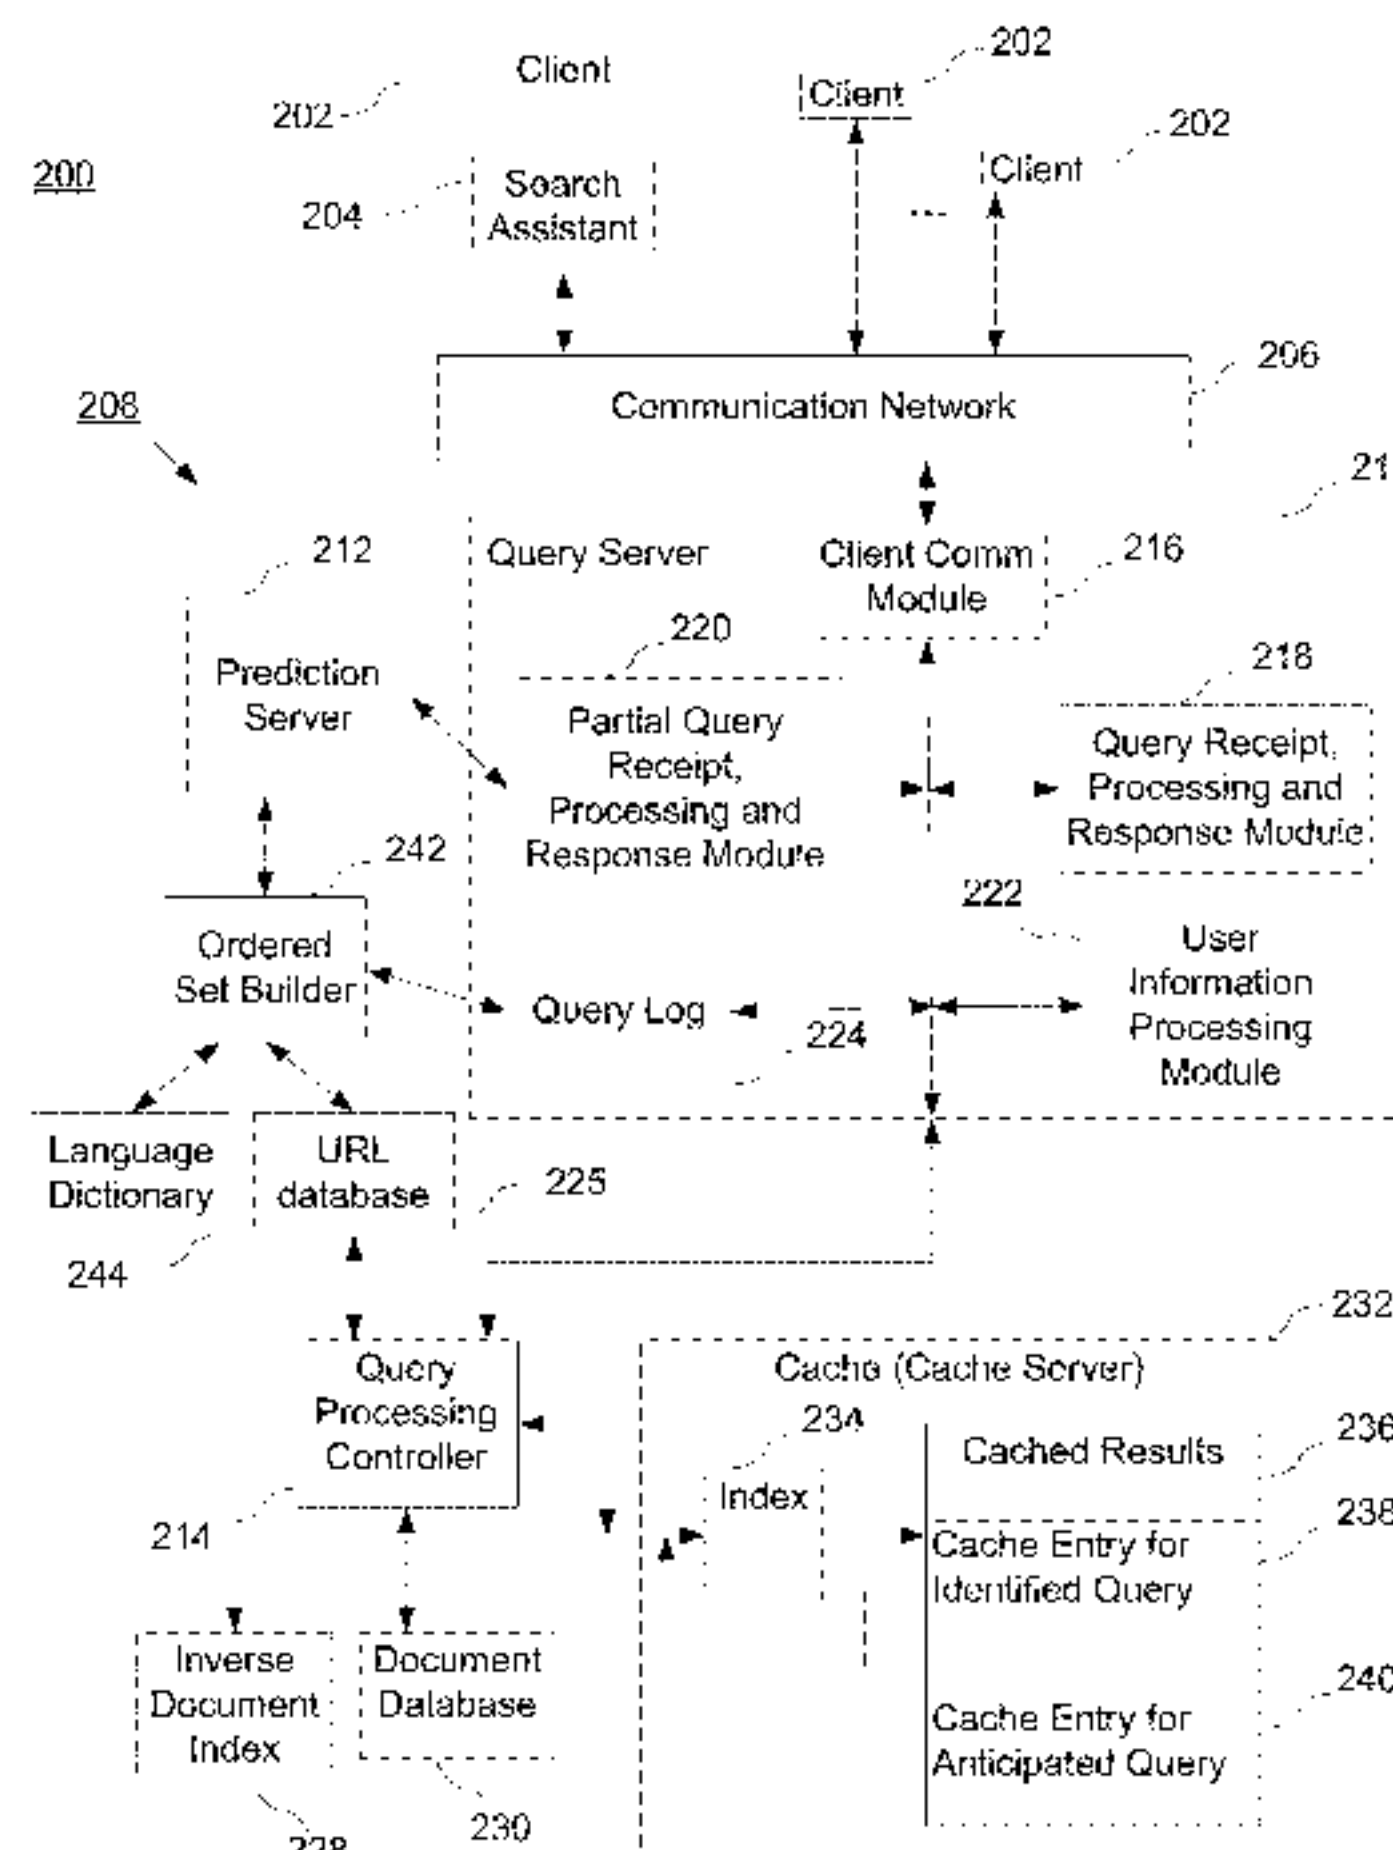 Client
202
Client
202
202
Client
200
204
Search
Assistant
...
206
Communication Network
208
21
212
Query Server
Client Comm
Module
216
220
218
Prediction
Server
Partial Query
Receipt,
Processing and
Response Module
Query Receipt,
Processing and
Response Module
242
222
Ordered
Set Builder
Query Log
224
User
Information
Processing
Module
Language
Dictionary
URL
database
225
244
232
Query
Processing
Controller
Cache (Cache Server)
234
236
Index
Cached Results
238
214
Cache Entry for
Identified Query
Inverse
Document
Index
Document
Database
240
Cache Entry for
Anticipated Query
230